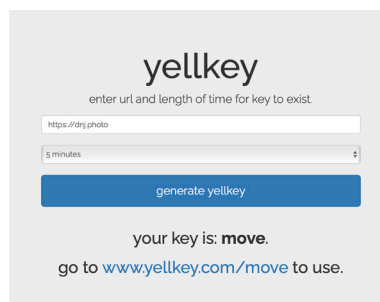 yellkey
enter url and length of time for key to exist.
https://dnj.photo
5 minutes
generate yellkey
your key is: move.
go to www.yellkey.com/move to use.